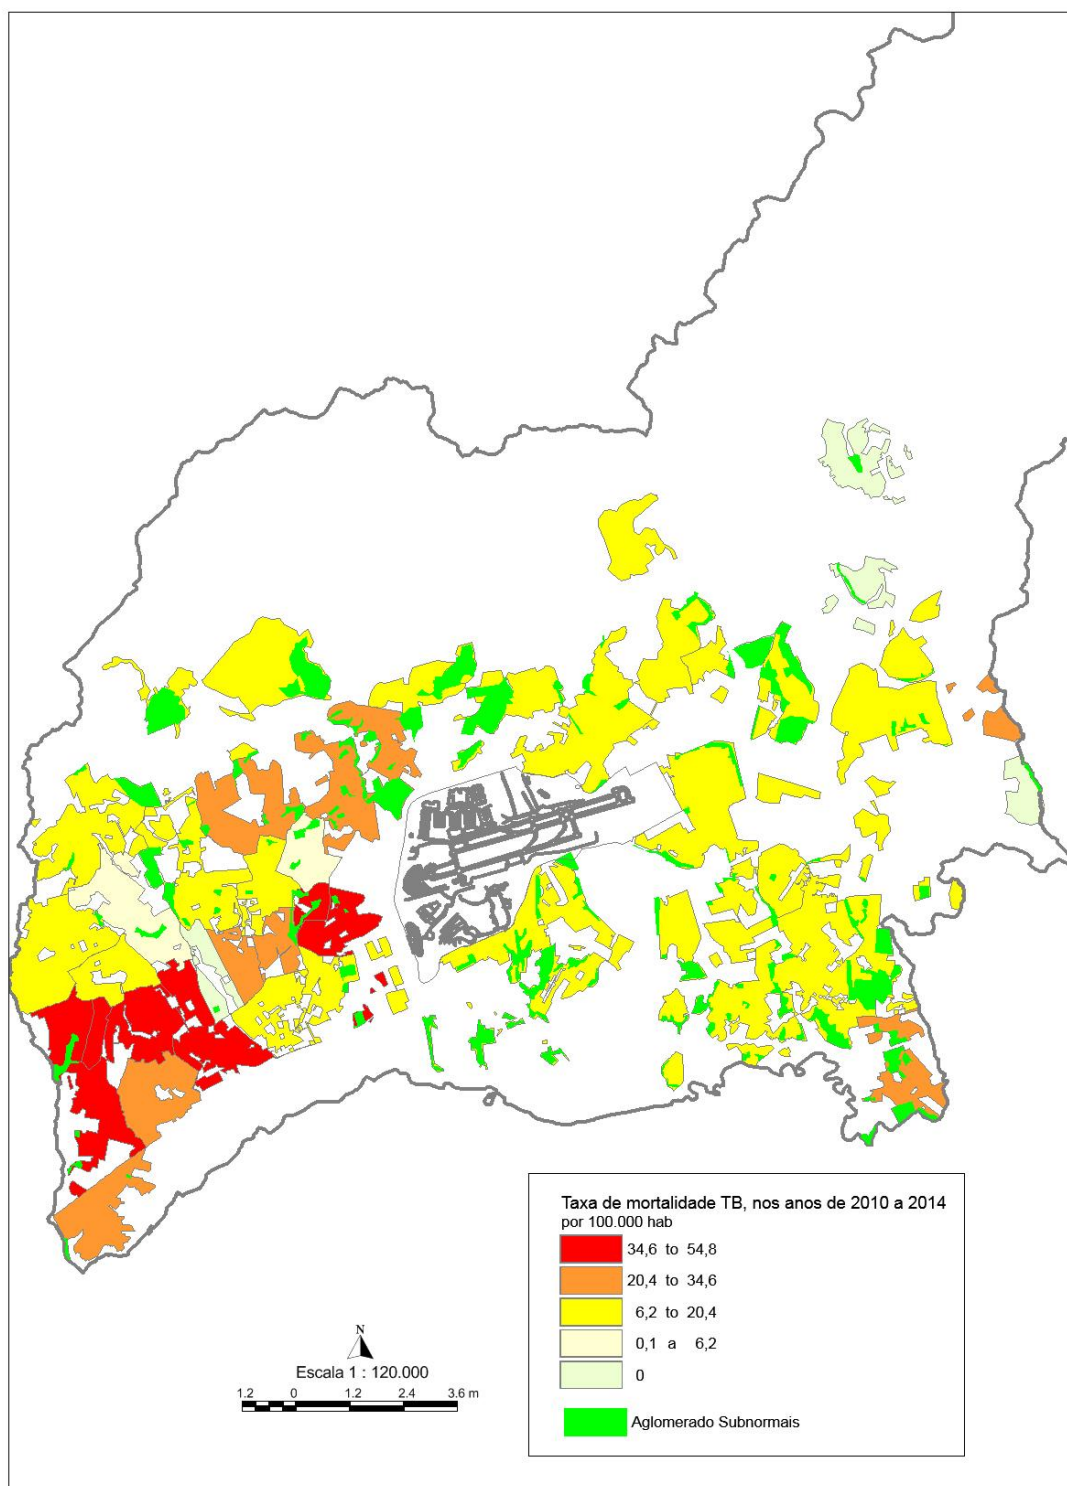 Taxa de mortalidade TB, nos anos de 2010 a 2014
por 100.000 hab
34,6 to 54,8
20,4 to 34,6
6,2 to 20,4
0,1 a 6,2
0
Aglomerado Subnormais
N
Escala 1 : 120.000
1.2 0 1.2 2.4 3.6 m